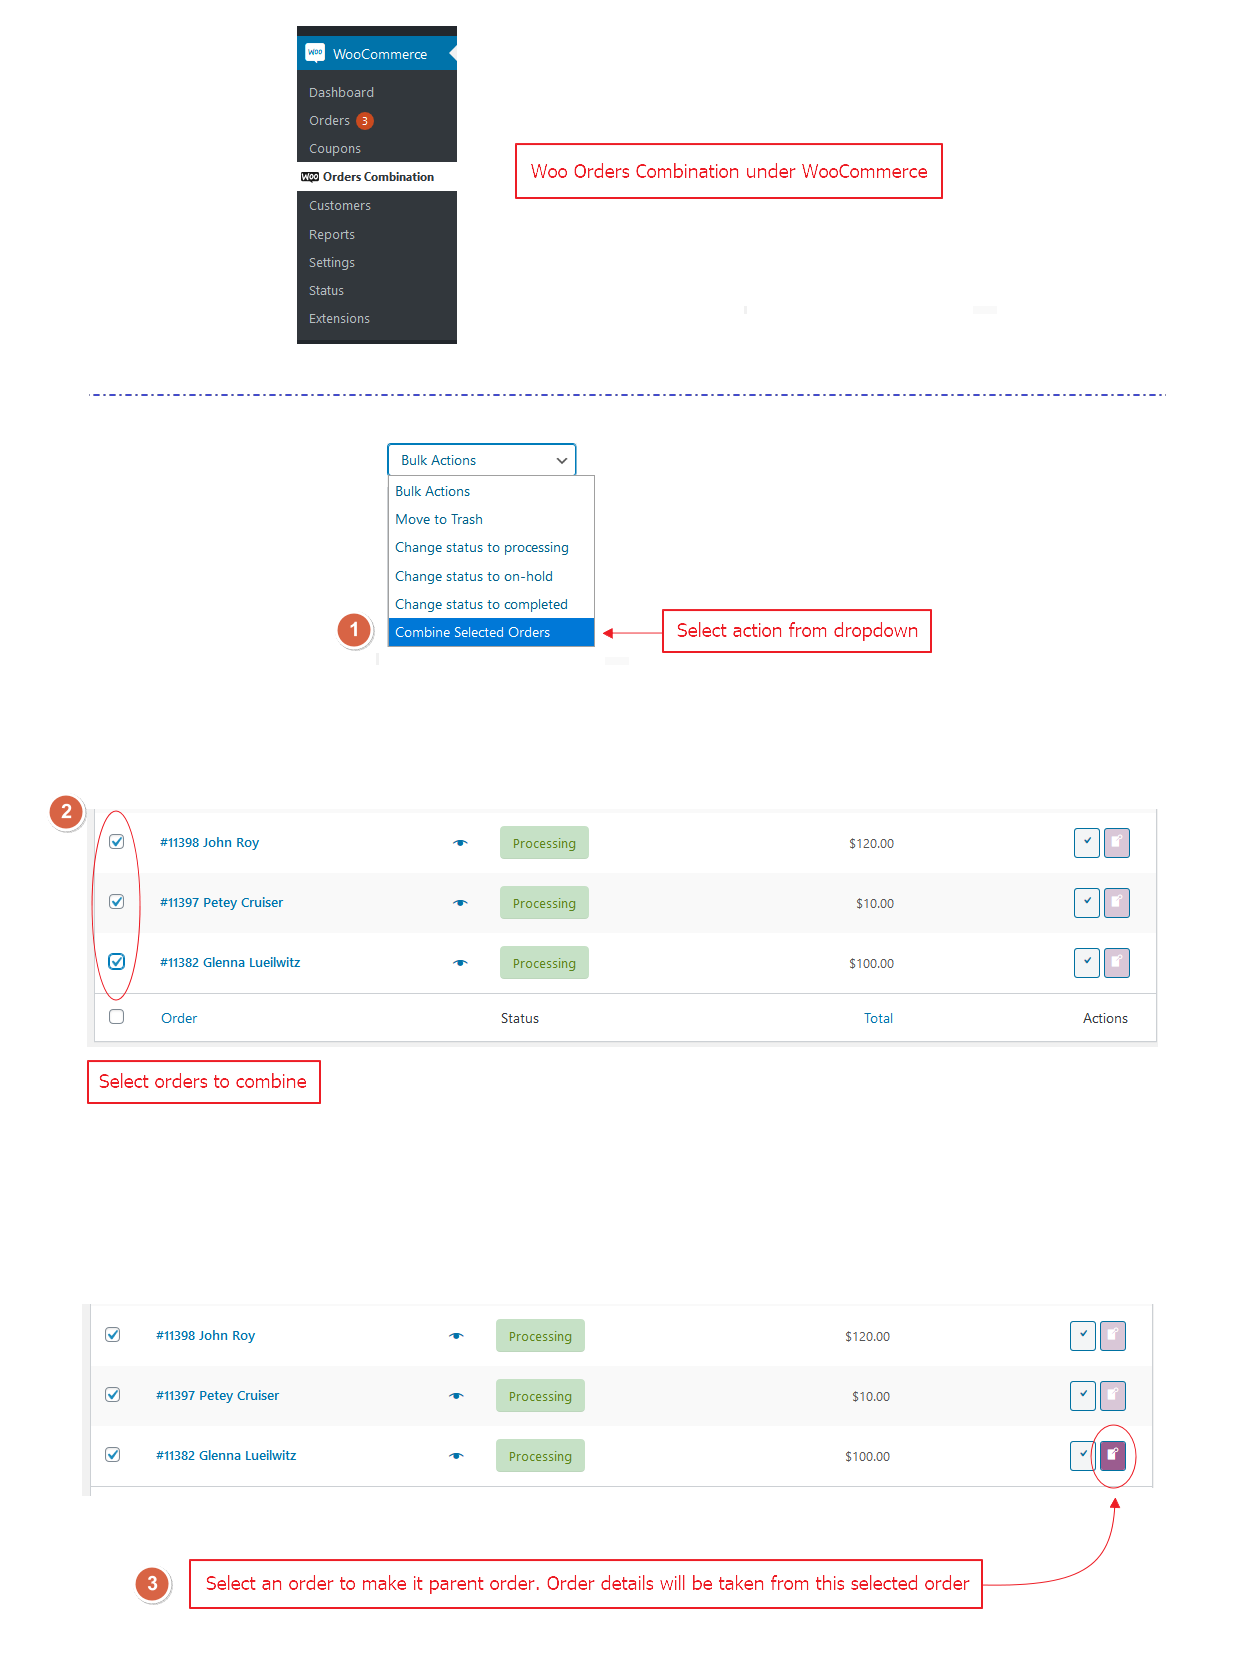 Woo WooCommerce
Dashboard
Orders 3
Coupons
Woo Orders Combination
Customers
Reports
Settings
Status
Extensions
Woo Orders Combination under WooCommerce
Bulk Actions
Bulk Actions
Move to Trash
Change status to processing
Change status to on-hold
Change status to completed
1 Combine Selected Orders
Select action from dropdown
2
#11398 John Roy Processing $120.00
#11397 Petey Cruiser Processing $10.00
#11382 Glenna Lueilwitz Processing $100.00
Order Status Total Actions
Select orders to combine
#11398 John Roy Processing $120.00
#11397 Petey Cruiser Processing $10.00
#11382 Glenna Lueilwitz Processing $100.00
3 Select an order to make it parent order. Order details will be taken from this selected order